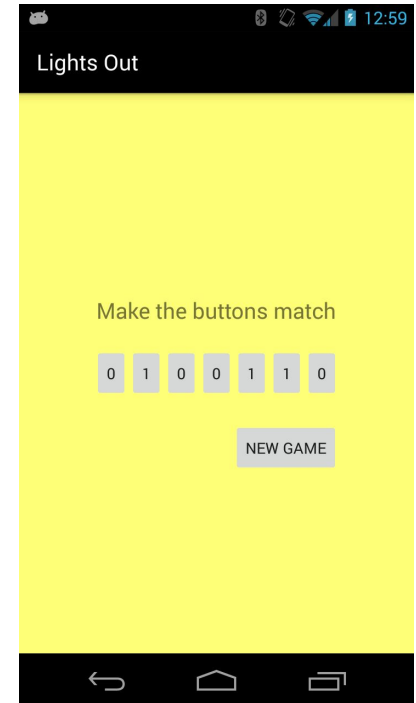 12:59
Lights Out
Make the buttons match
0 1 0 0 1 1 0
NEW GAME